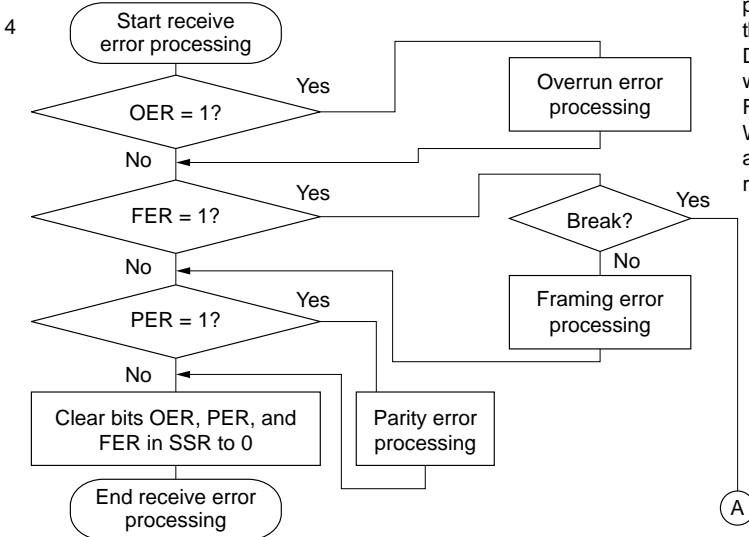 4
Start receive
error processing
OER = 1?
Yes
Overrun error
processing
No
FER = 1?
Yes
Break?
Yes
No
No
Framing error
processing
PER = 1?
Yes
No
Clear bits OER, PER, and
FER in SSR to 0
Parity error
processing
End receive error
processing
A